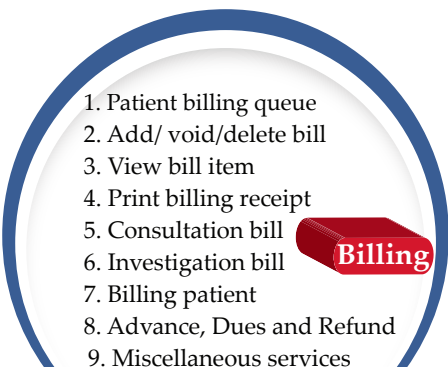 1. Patient billing queue
2. Add/ void/delete bill
3. View bill item
4. Print billing receipt
5. Consultation bill
6. Investigation bill
7. Billing patient
8. Advance, Dues and Refund
9. Miscellaneous services
Billing